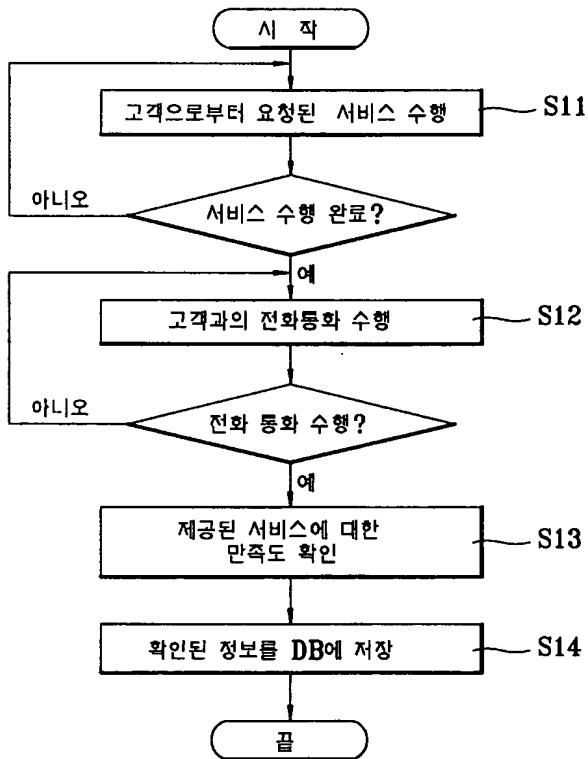 시 작
고객으로부터 요청된 서비스 수행
S11
아니오
서비스 수행 완료?
예
고객과의 전화통화 수행
S12
아니오
전화 통화 수행?
예
제공된 서비스에 대한
만족도 확인
S13
확인된 정보를 DB에 저장
S14
끝